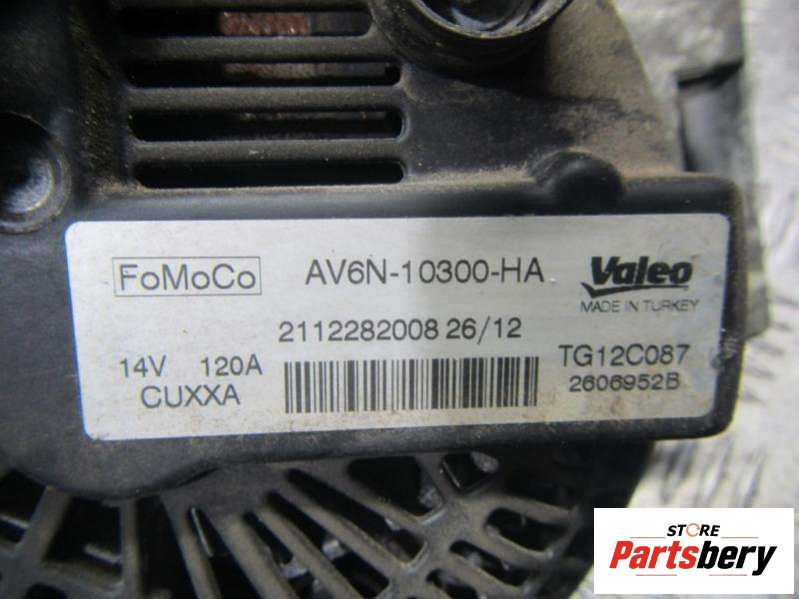 FoMoCo AV6N-10300-HA Valeo
MADE IN TURKEY
2112282008 26/12
14V 120A TG12C087
CUXXA 2606952B
STORE
Partsbery